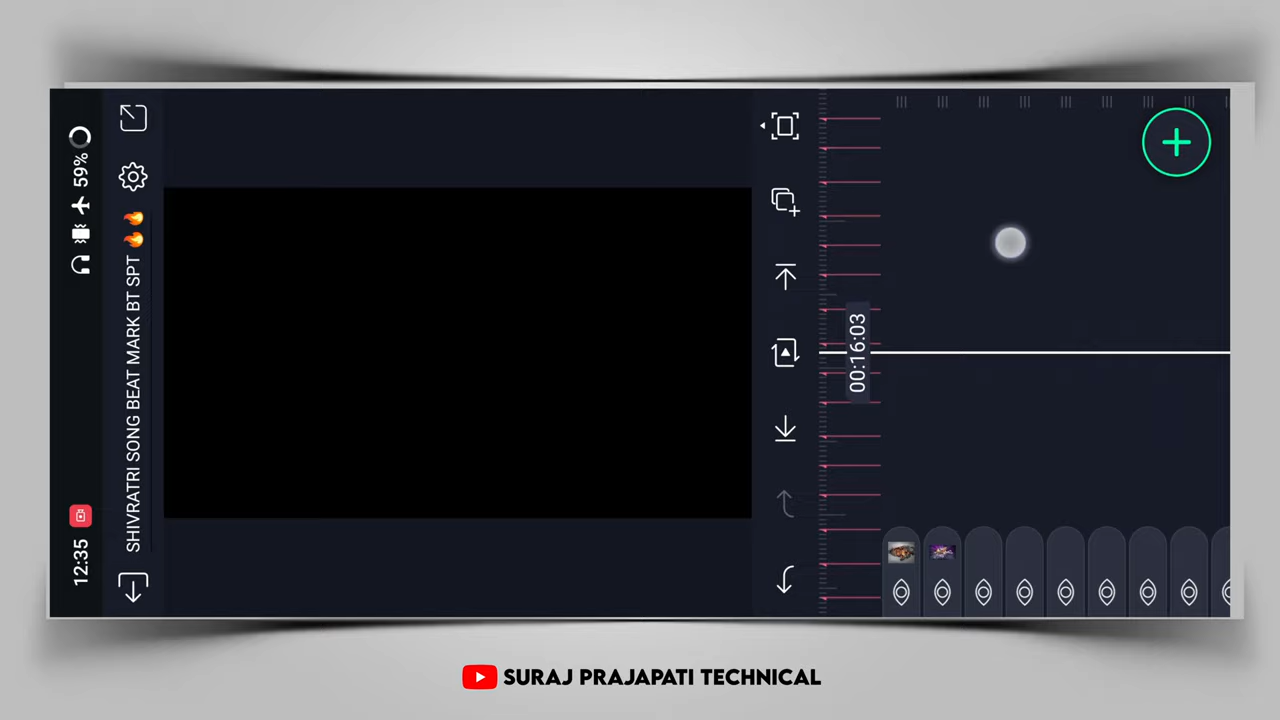 12:35
59%
SHIVRATRI SONG BEAT MARK BT SPT 🔥🔥
00:16:03
SURAJ PRAJAPATI TECHNICAL